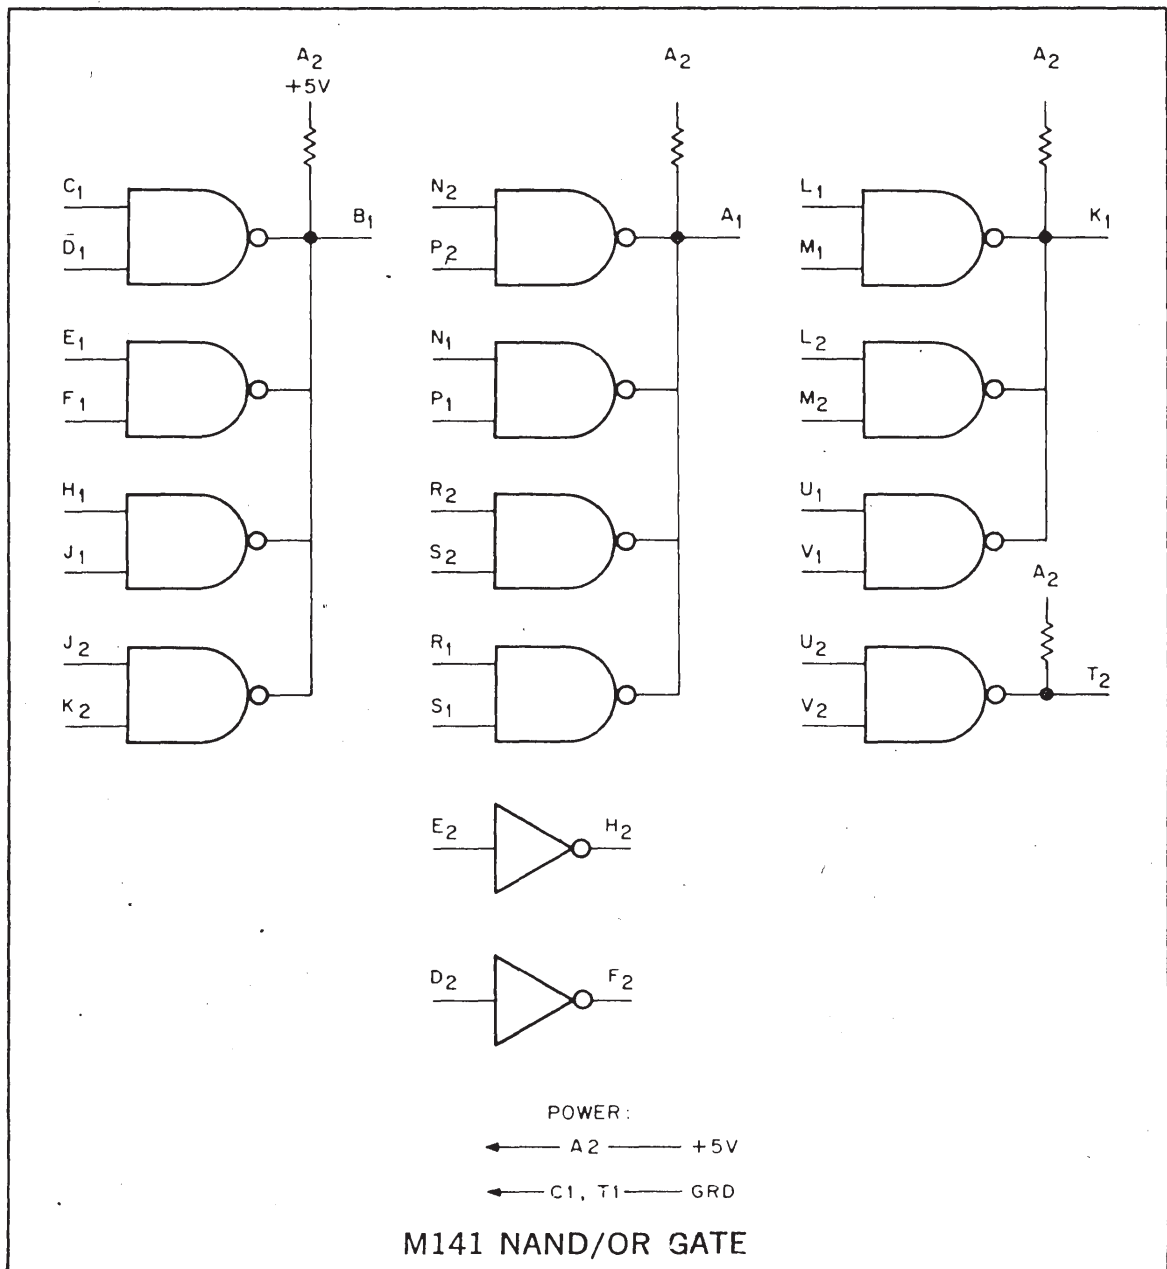 A2 A2 A2
+5V
C1 N2 L1
B1 A1 K1
D1 P2 M1
E1 N1 L2
F1 P1 M2
H1 R2 U1
J1 S2 V1
A2
J2 R1 U2
T2
K2 S1 V2
E2 H2
D2 F2
POWER:
A2 +5V
C1, T1 GRD
M141 NAND/OR GATE